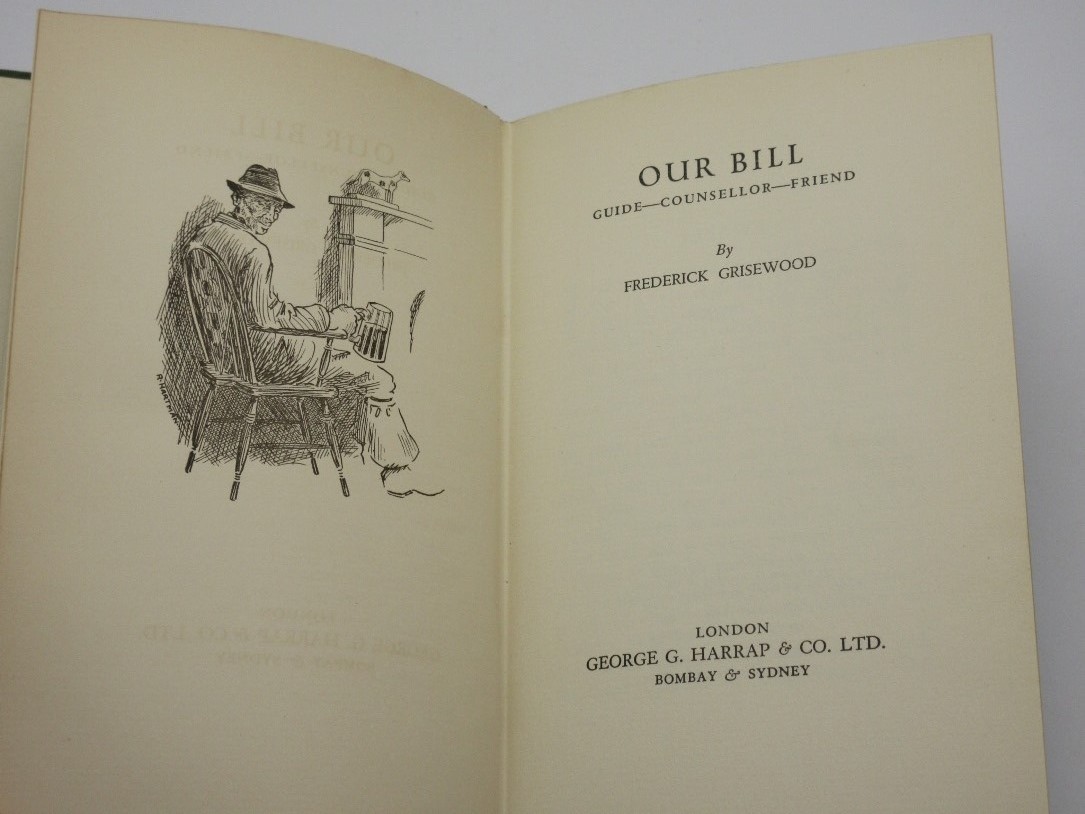 OUR BILL
GUIDE—COUNSELLOR—FRIEND
By
FREDERICK GRISEWOOD
LONDON
GEORGE G. HARRAP & CO. LTD.
BOMBAY & SYDNEY